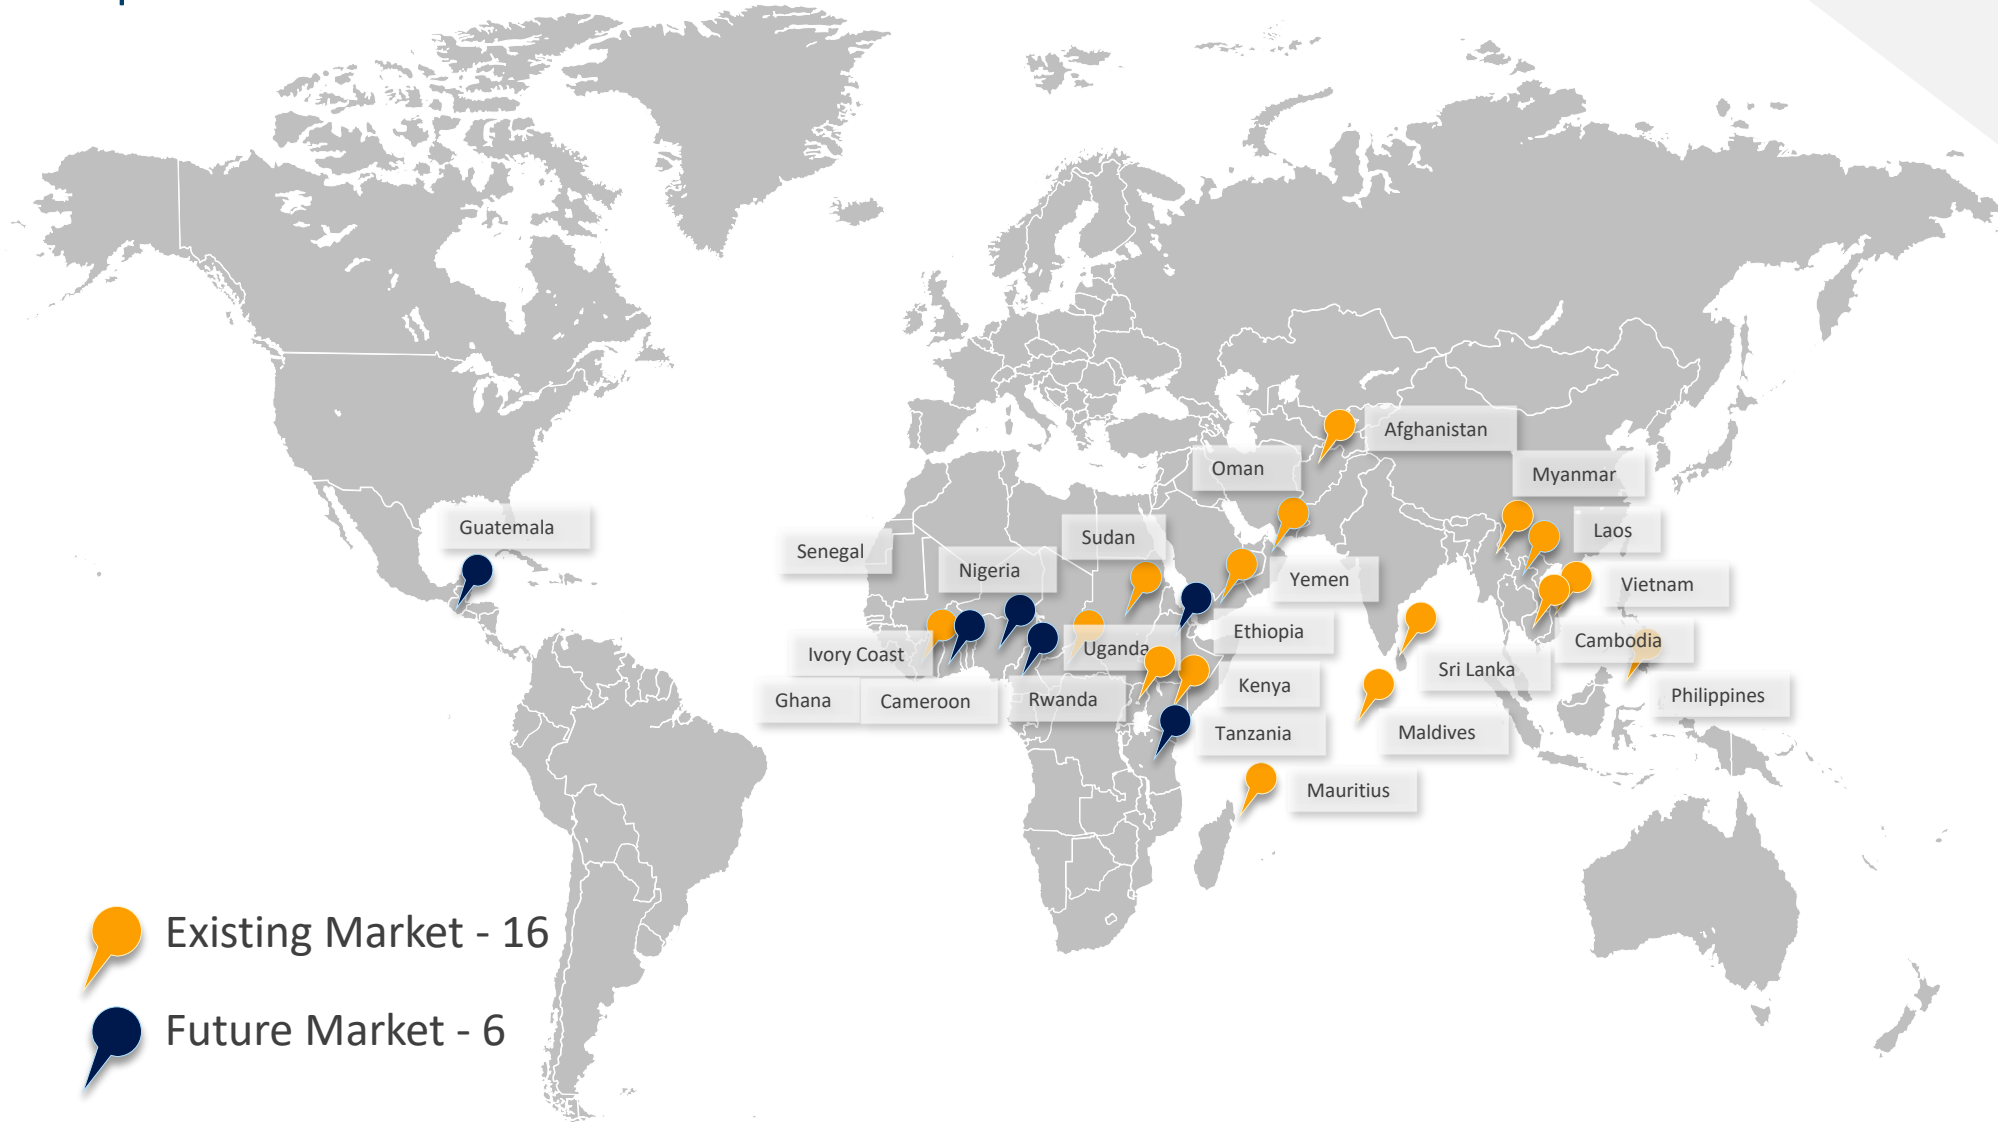 Afghanistan
Oman
Myanmar
Guatemala
Sudan
Laos
Senegal
Nigeria
Yemen
Vietnam
Ethiopia
Cambodia
Ivory Coast
Uganda
Sri Lanka
Kenya
Philippines
Ghana
Cameroon
Rwanda
Tanzania
Maldives
Mauritius
Existing Market - 16
Future Market - 6